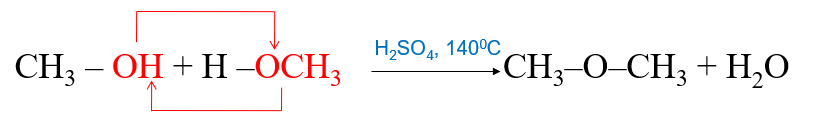 H₂SO₄, 140⁰C
CH₃ – OH + H –OCH₃ ⟶ CH₃–O–CH₃ + H₂O